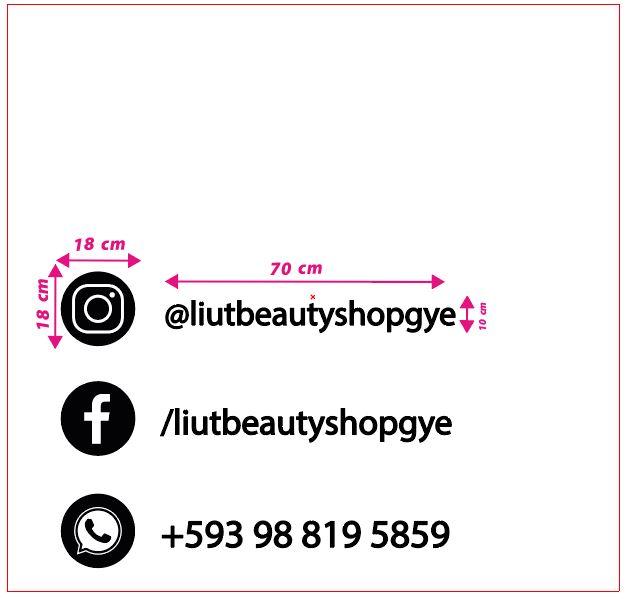 18 cm
70 cm
18 cm
@liutbeautyshopgye
10 cm
/liutbeautyshopgye
+593 98 819 5859